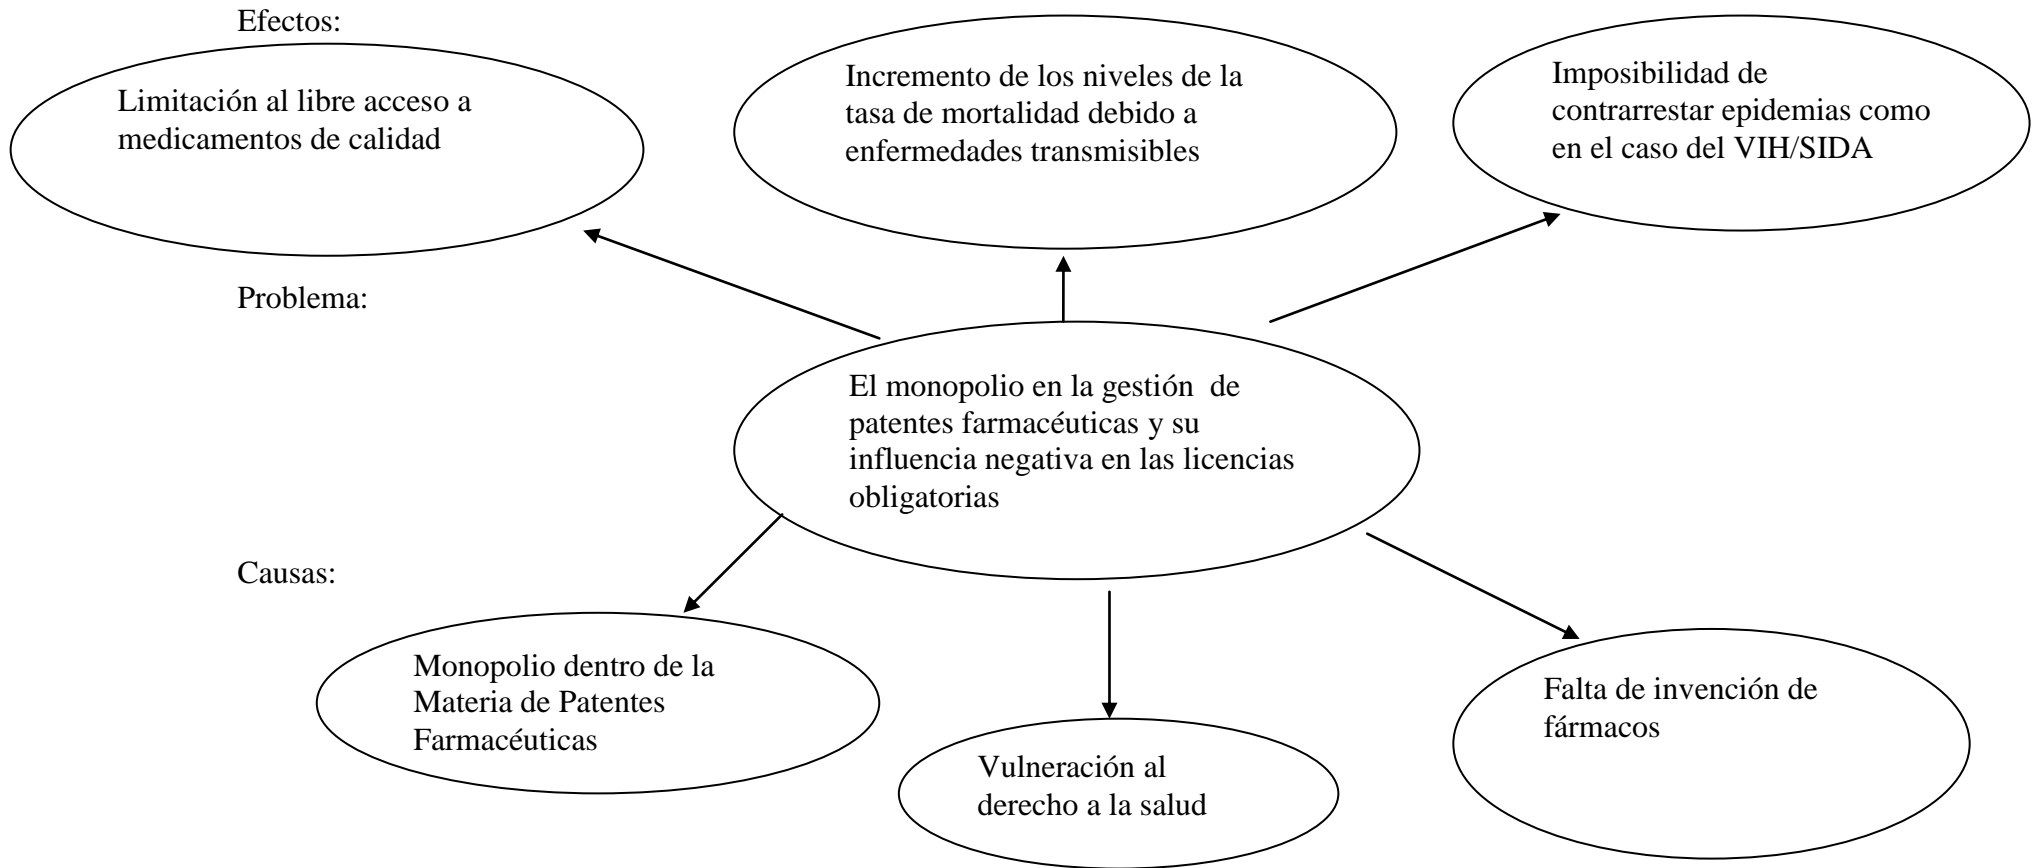 Efectos:
Limitación al libre acceso a
medicamentos de calidad
Incremento de los niveles de la
tasa de mortalidad debido a
enfermedades transmisibles
Imposibilidad de
contrarrestar epidemias como
en el caso del VIH/SIDA
Problema:
El monopolio en la gestión  de
patentes farmacéuticas y su
influencia negativa en las licencias
obligatorias
Causas:
Monopolio dentro de la
Materia de Patentes
Farmacéuticas
Vulneración al
derecho a la salud
Falta de invención de
fármacos